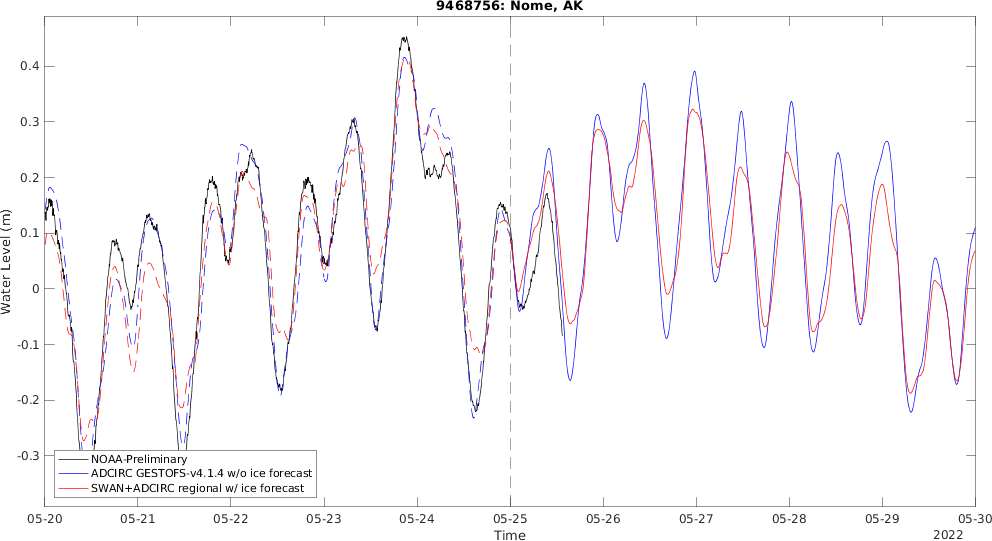 9468756: Nome, AK
Water Level (m)
0.4
0.3
0.2
0.1
0
-0.1
-0.2
-0.3
NOAA-Preliminary
ADCIRC GESTOFS-v4.1.4 w/o ice forecast
SWAN+ADCIRC regional w/ ice forecast
05-20 05-21 05-22 05-23 05-24 05-25 05-26 05-27 05-28 05-29 05-30
Time
2022